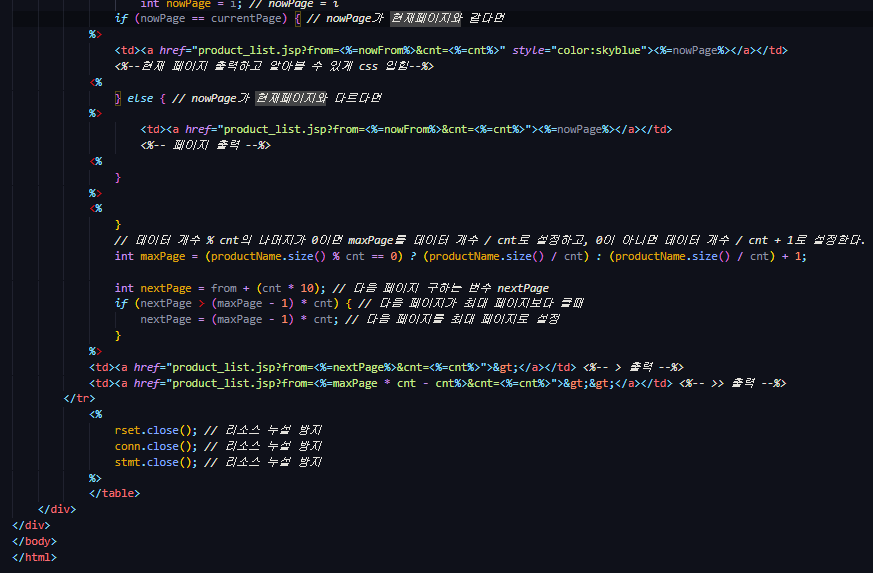 int nowPage = i; // nowPage = i
if (nowPage == currentPage) { // nowPage가 현재페이지와 같다면
%>
<td><a href="product_list.jsp?from=<%=nowFrom%>&cnt=<%=cnt%>" style="color:skyblue"><%=nowPage%></a></td>
<%--현재 페이지 출력하고 알아볼 수 있게 css 입힘--%>
<%
} else { // nowPage가 현재페이지와 다르다면
%>
<td><a href="product_list.jsp?from=<%=nowFrom%>&cnt=<%=cnt%>"><%=nowPage%></a></td>
<%-- 페이지 출력 --%>
<%
}
%>
<%
}
// 데이터 개수 % cnt의 나머지가 0이면 maxPage를 데이터 개수 / cnt로 설정하고, 0이 아니면 데이터 개수 / cnt + 1로 설정한다.
int maxPage = (productName.size() % cnt == 0) ? (productName.size() / cnt) : (productName.size() / cnt) + 1;
int nextPage = from + (cnt * 10); // 다음 페이지 구하는 변수 nextPage
if (nextPage > (maxPage - 1) * cnt) { // 다음 페이지가 최대 페이지보다 클때
nextPage = (maxPage - 1) * cnt; // 다음 페이지를 최대 페이지로 설정
}
%>
<td><a href="product_list.jsp?from=<%=nextPage%>&cnt=<%=cnt%>">&gt;</a></td> <%-- > 출력 --%>
<td><a href="product_list.jsp?from=<%=maxPage * cnt - cnt%>&cnt=<%=cnt%>">&gt;&gt;</a></td> <%-- >> 출력 --%>
</tr>
<%
rset.close(); // 리소스 누설 방지
conn.close(); // 리소스 누설 방지
stmt.close(); // 리소스 누설 방지
%>
</table>
</div>
</div>
</body>
</html>